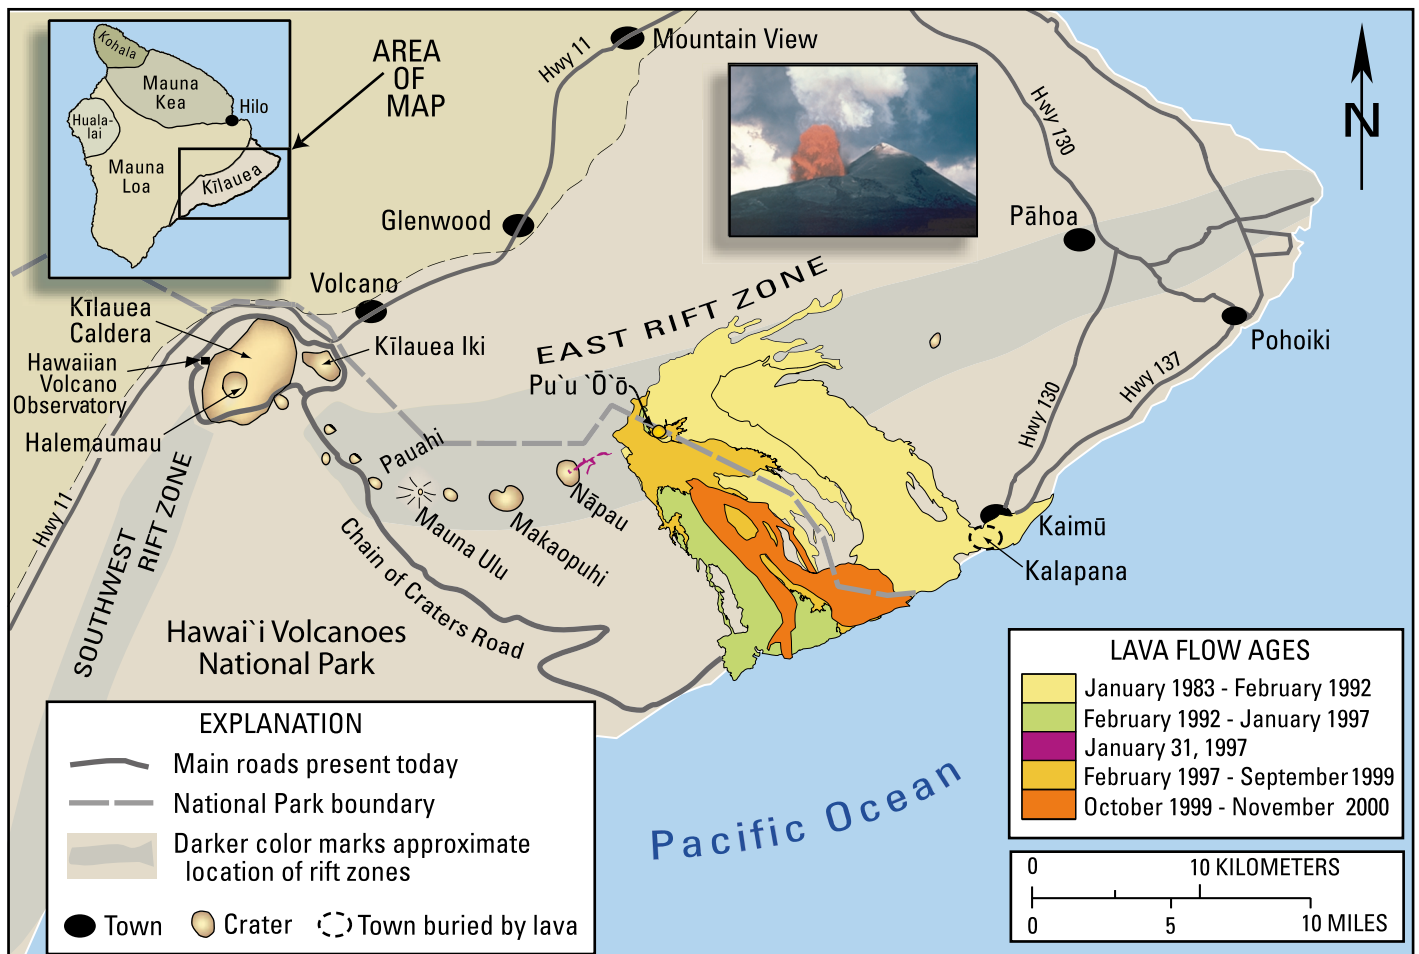 Kohala
Mauna
Kea
Hilo
Huala-
lai
Mauna
Loa
Kīlauea
AREA
OF
MAP
Hwy 11
Mountain View
Hwy 130
N
Glenwood
Pāhoa
Volcano
EAST RIFT ZONE
Kīlauea
Caldera
Kīlauea Iki
Hawaiian
Volcano
Observatory
Halemaumau
Pu`u `Ō`ō
Pohoiki
Hwy 137
Hwy 130
Pauahi
Nāpau
Makaopuhi
Mauna Ulu
Hwy 11
SOUTHWEST
RIFT ZONE
Chain of Craters Road
Kaimū
Kalapana
Hawai`i Volcanoes
National Park
Pacific Ocean
EXPLANATION
Main roads present today
National Park boundary
Darker color marks approximate
location of rift zones
Town
Crater
Town buried by lava
LAVA FLOW AGES
January 1983 - February 1992
February 1992 - January 1997
January 31, 1997
February 1997 - September 1999
October 1999 - November 2000
0 10 KILOMETERS
0 5 10 MILES